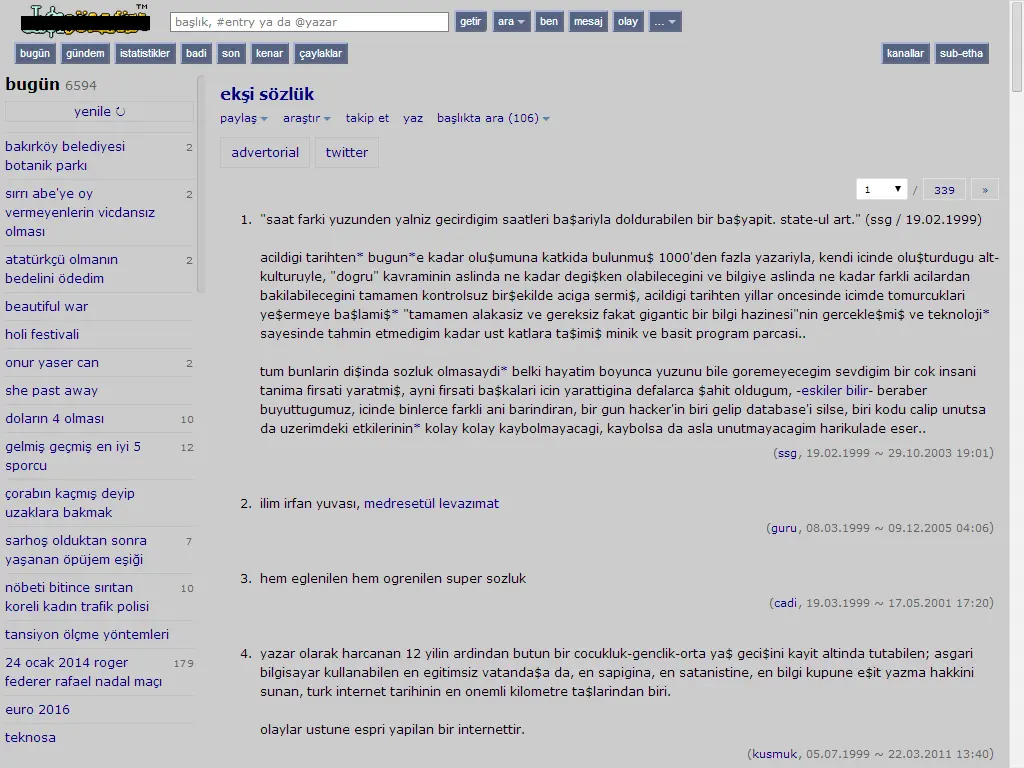 TM
başlık, #entry ya da @yazar
getir ara ben mesaj olay ...
bugün gündem istatistikler badi son kenar çaylaklar kanallar sub-etha
bugün 6594
yenile
bakırköy belediyesi 2
botanik parkı
sırrı abe'ye oy 2
vermeyenlerin vicdansız
olması
atatürkçü olmanın 2
bedelini ödedim
beautiful war
holi festivali
onur yaser can 2
she past away
doların 4 olması 10
gelmiş geçmiş en iyi 5 12
sporcu
çorabın kaçmış deyip
uzaklara bakmak
sarhoş olduktan sonra 7
yaşanan öpüjem eşiği
nöbeti bitince sırıtan 10
koreli kadın trafik polisi
tansiyon ölçme yöntemleri
24 ocak 2014 roger 179
federer rafael nadal maçı
euro 2016
teknosa
ekşi sözlük
paylaş araştır takip et yaz başlıkta ara (106)
advertorial twitter
1 / 339 »
1. "saat farki yuzunden yalniz gecirdigim saatleri ba$ariyla doldurabilen bir ba$yapit. state-ul art." (ssg / 19.02.1999)
acildigi tarihten* bugun*e kadar olu$umuna katkida bulunmu$ 1000'den fazla yazariyla, kendi icinde olu$turdugu alt-
kulturuyle, "dogru" kavraminin aslinda ne kadar degi$ken olabilecegini ve bilgiye aslinda ne kadar farkli acilardan
bakilabilecegini tamamen kontrolsuz bir$ekilde aciga sermi$, acildigi tarihten yillar oncesinde icimde tomurcuklari
ye$ermeye ba$lami$* "tamamen alakasiz ve gereksiz fakat gigantic bir bilgi hazinesi"nin gercekle$mi$ ve teknoloji*
sayesinde tahmin etmedigim kadar ust katlara ta$imi$ minik ve basit program parcasi..
tum bunlarin di$inda sozluk olmasaydi* belki hayatim boyunca yuzunu bile goremeyecegim sevdigim bir cok insani
tanima firsati yaratmi$, ayni firsati ba$kalari icin yarattigina defalarca $ahit oldugum, -eskiler bilir- beraber
buyuttugumuz, icinde binlerce farkli ani barindiran, bir gun hacker'in biri gelip database'i silse, biri kodu calip unutsa
da uzerimdeki etkilerinin* kolay kolay kaybolmayacagi, kaybolsa da asla unutmayacagim harikulade eser..
(ssg, 19.02.1999 ~ 29.10.2003 19:01)
2. ilim irfan yuvası, medresetül levazımat
(guru, 08.03.1999 ~ 09.12.2005 04:06)
3. hem eglenilen hem ogrenilen super sozluk
(cadi, 19.03.1999 ~ 17.05.2001 17:20)
4. yazar olarak harcanan 12 yilin ardindan butun bir cocukluk-genclik-orta ya$ geci$ini kayit altinda tutabilen; asgari
bilgisayar kullanabilen en egitimsiz vatanda$a da, en sapigina, en satanistine, en bilgi kupune e$it yazma hakkini
sunan, turk internet tarihinin en onemli kilometre ta$larindan biri.
olaylar ustune espri yapilan bir internettir.
(kusmuk, 05.07.1999 ~ 22.03.2011 13:40)